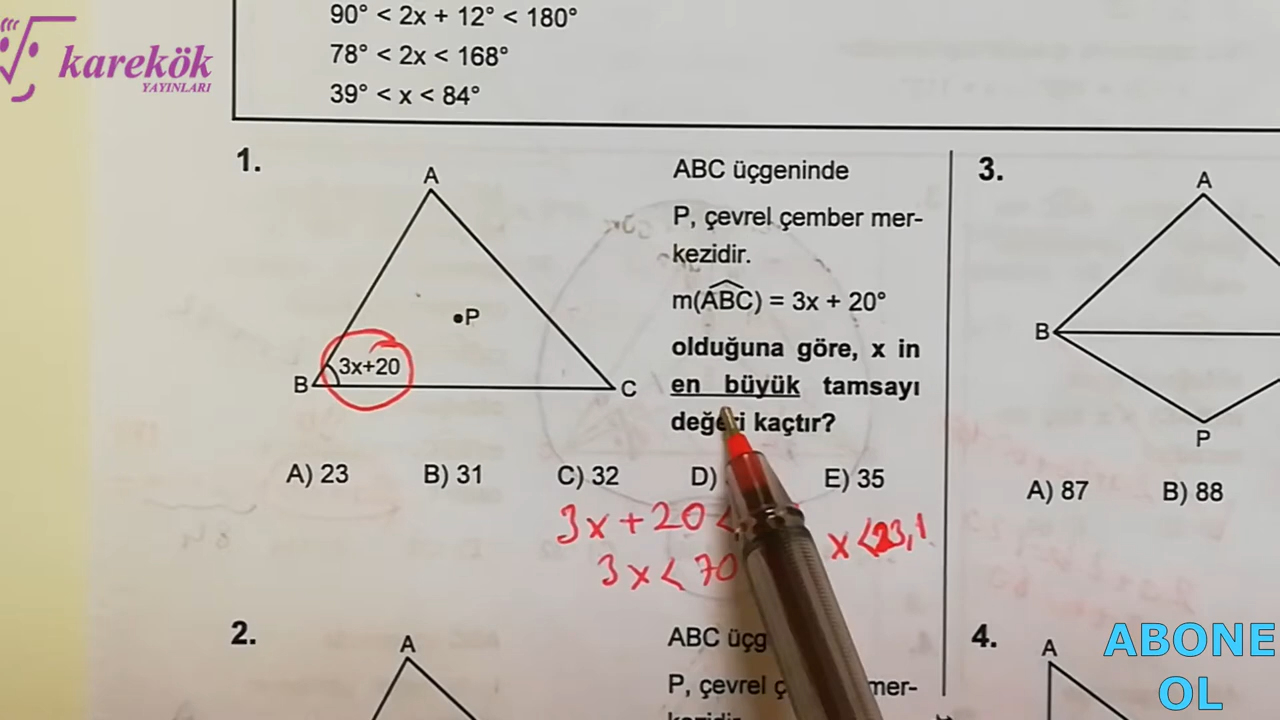 karekök
YAYINLARI
90° < 2x + 12° < 180°
78° < 2x < 168°
39° < x < 84°
1.
A
B
C
•P
3x+20
ABC üçgeninde
P, çevrel çember mer-
kezidir.
m(ABC) = 3x + 20°
olduğuna göre, x in
en büyük tamsayı
değeri kaçtır?
A) 23 B) 31 C) 32 D) E) 35
3x + 20 <
3x < 70
x < 23,1
2.
A
ABC üçg
P, çevrel ç mer-
3.
A
B
P
A) 87 B) 88
4.
A
ABONE
OL